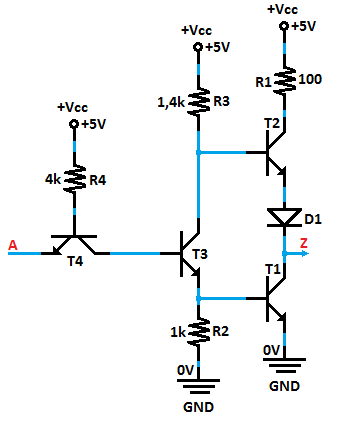 +Vcc
+5V
+Vcc
+5V
R1
100
1,4k
R3
+Vcc
+5V
T2
4k
R4
D1
A
Z
T4
T3
T1
1k
R2
0V
0V
GND
GND